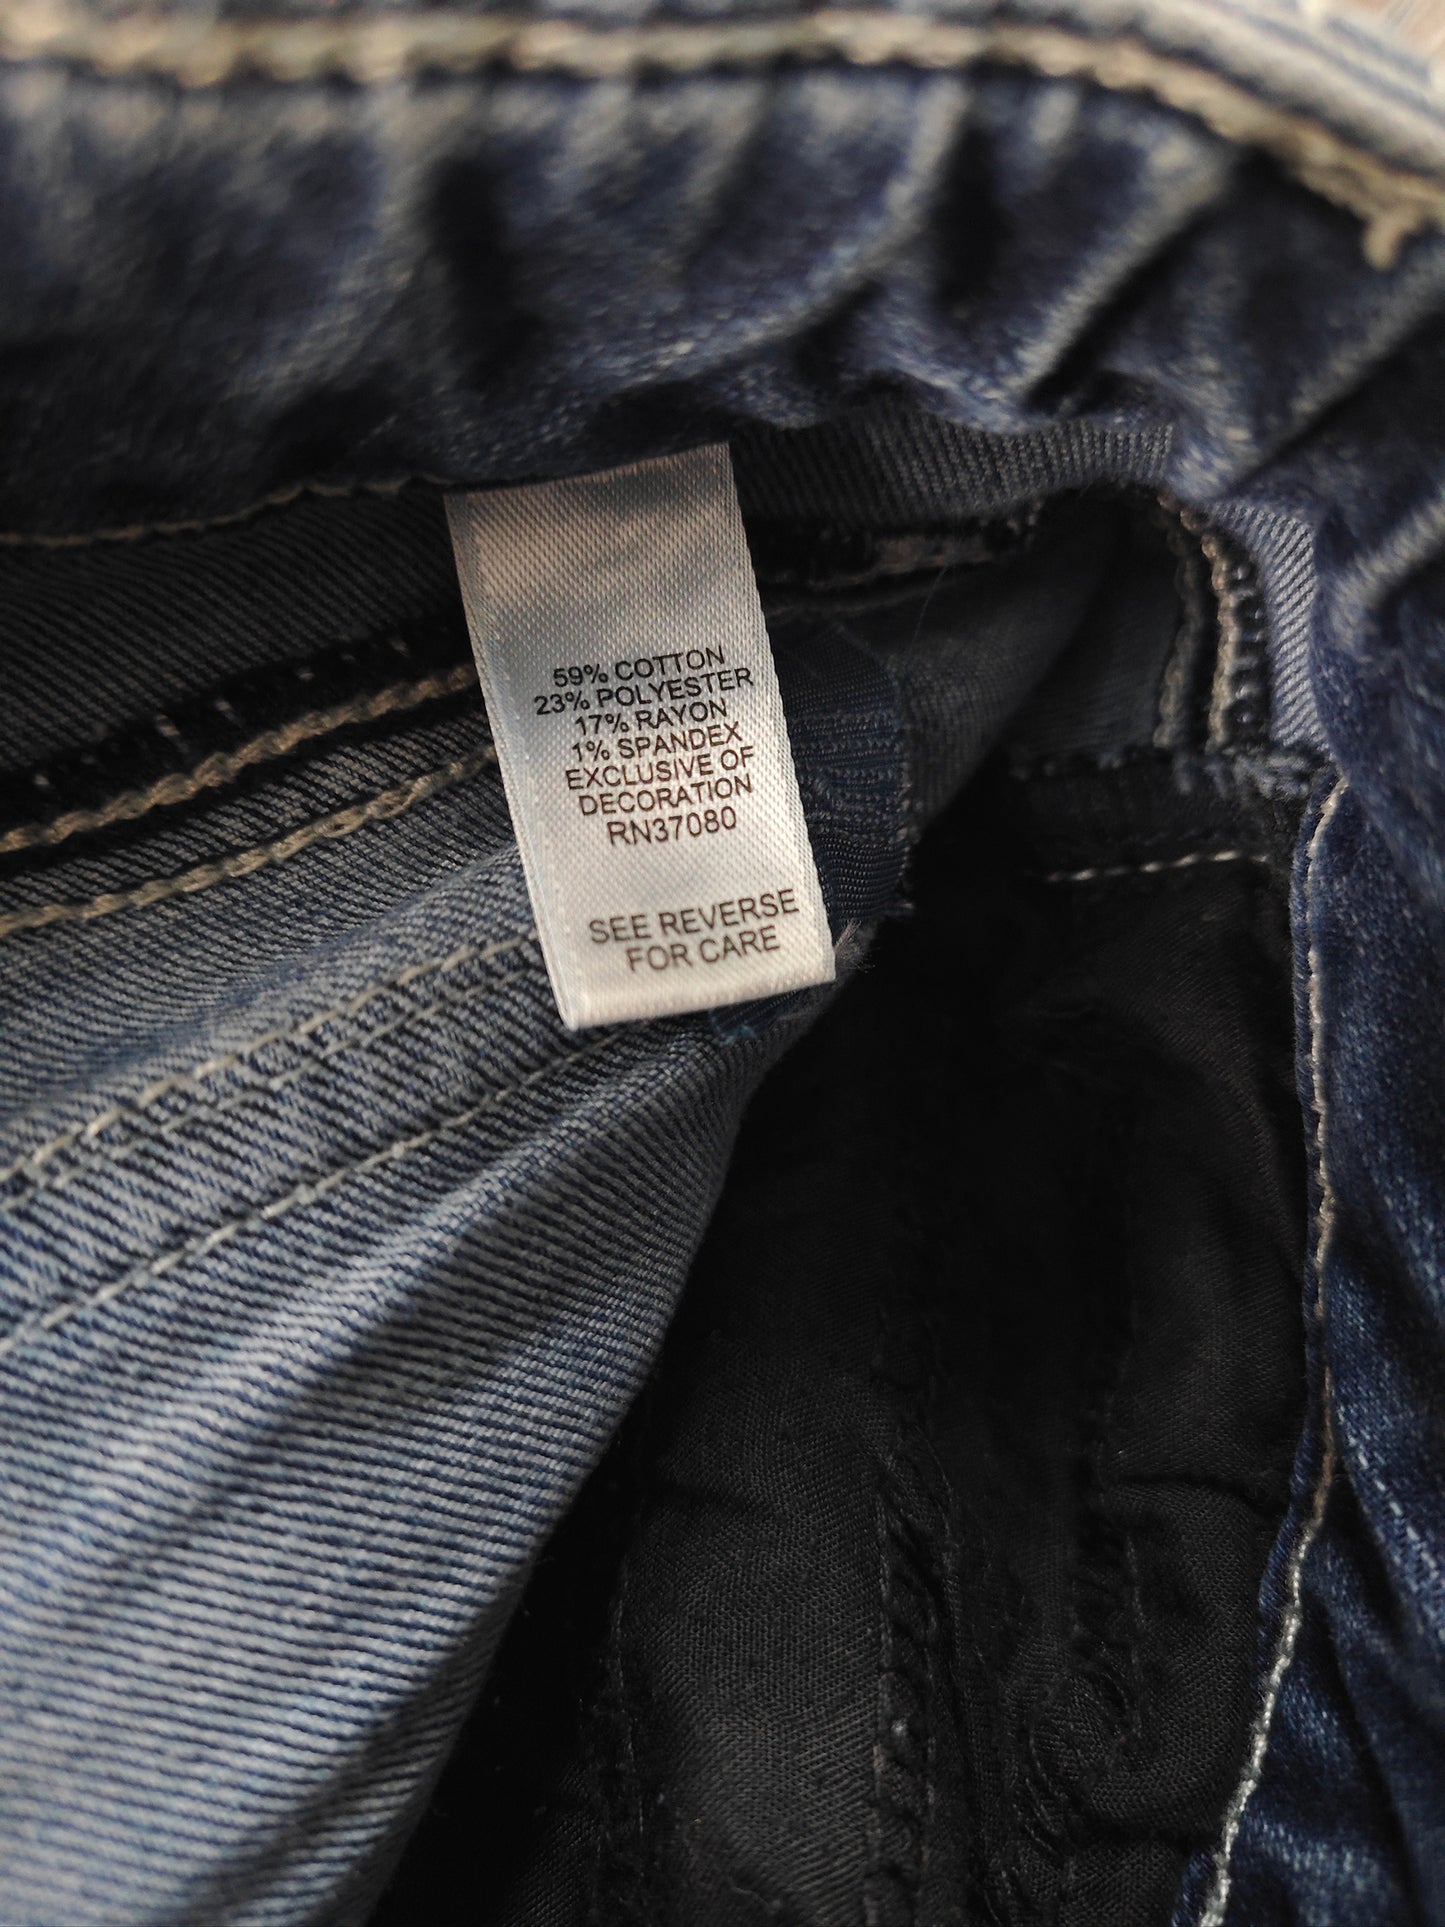 59% COTTON
23% POLYESTER
17% RAYON
1% SPANDEX
EXCLUSIVE OF
DECORATION
RN37080
SEE REVERSE
FOR CARE